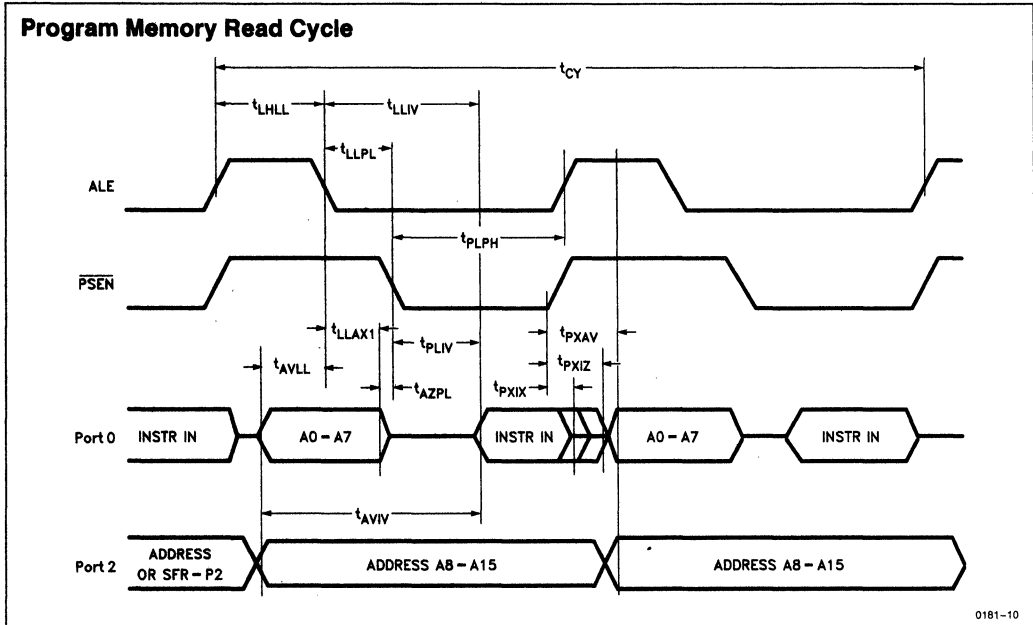 Program Memory Read Cycle
tCY
tLHLL
tLLIV
tLLPL
ALE
tPLPH
PSEN
tLLAX1
tPLIV
tPXAV
tPXIZ
tAVLL
tAZPL
tPXIX
Port 0
INSTR IN
A0 – A7
INSTR IN
A0 – A7
INSTR IN
tAVIV
Port 2
ADDRESS
OR SFR – P2
ADDRESS A8 – A15
ADDRESS A8 – A15
0181–10